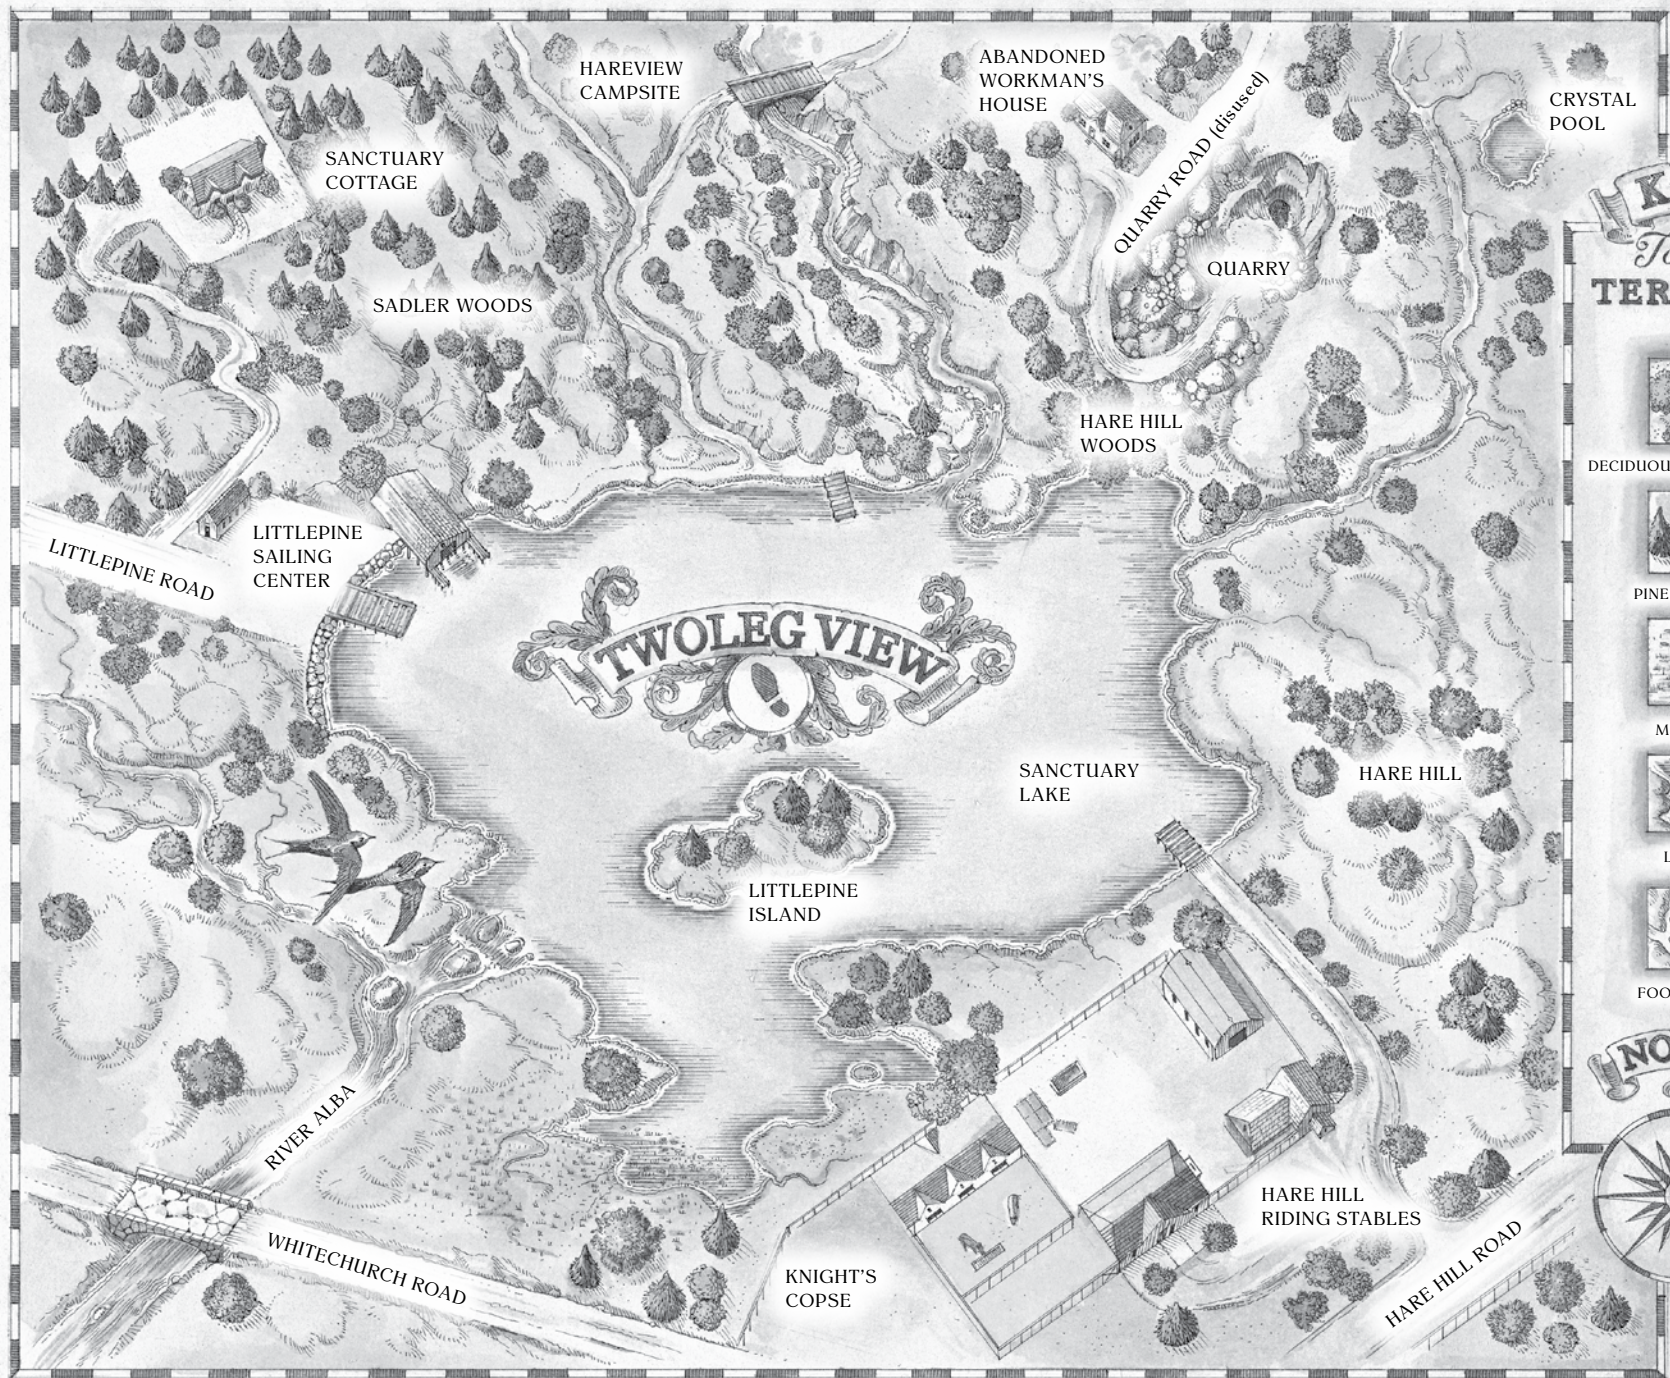 HAREVIEW
CAMPSITE
ABANDONED
WORKMAN'S
HOUSE
CRYSTAL
POOL
SANCTUARY
COTTAGE
QUARRY ROAD (disused)
QUARRY
SADLER WOODS
TER
HARE HILL
WOODS
DECIDUOU
LITTLEPINE
SAILING
CENTER
LITTLEPINE ROAD
PINE
TWOLEG VIEW
SANCTUARY
LAKE
HARE HILL
LITTLEPINE
ISLAND
FOO
NO
RIVER ALBA
HARE HILL
RIDING STABLES
WHITECHURCH ROAD
KNIGHT'S
COPSE
HARE HILL ROAD